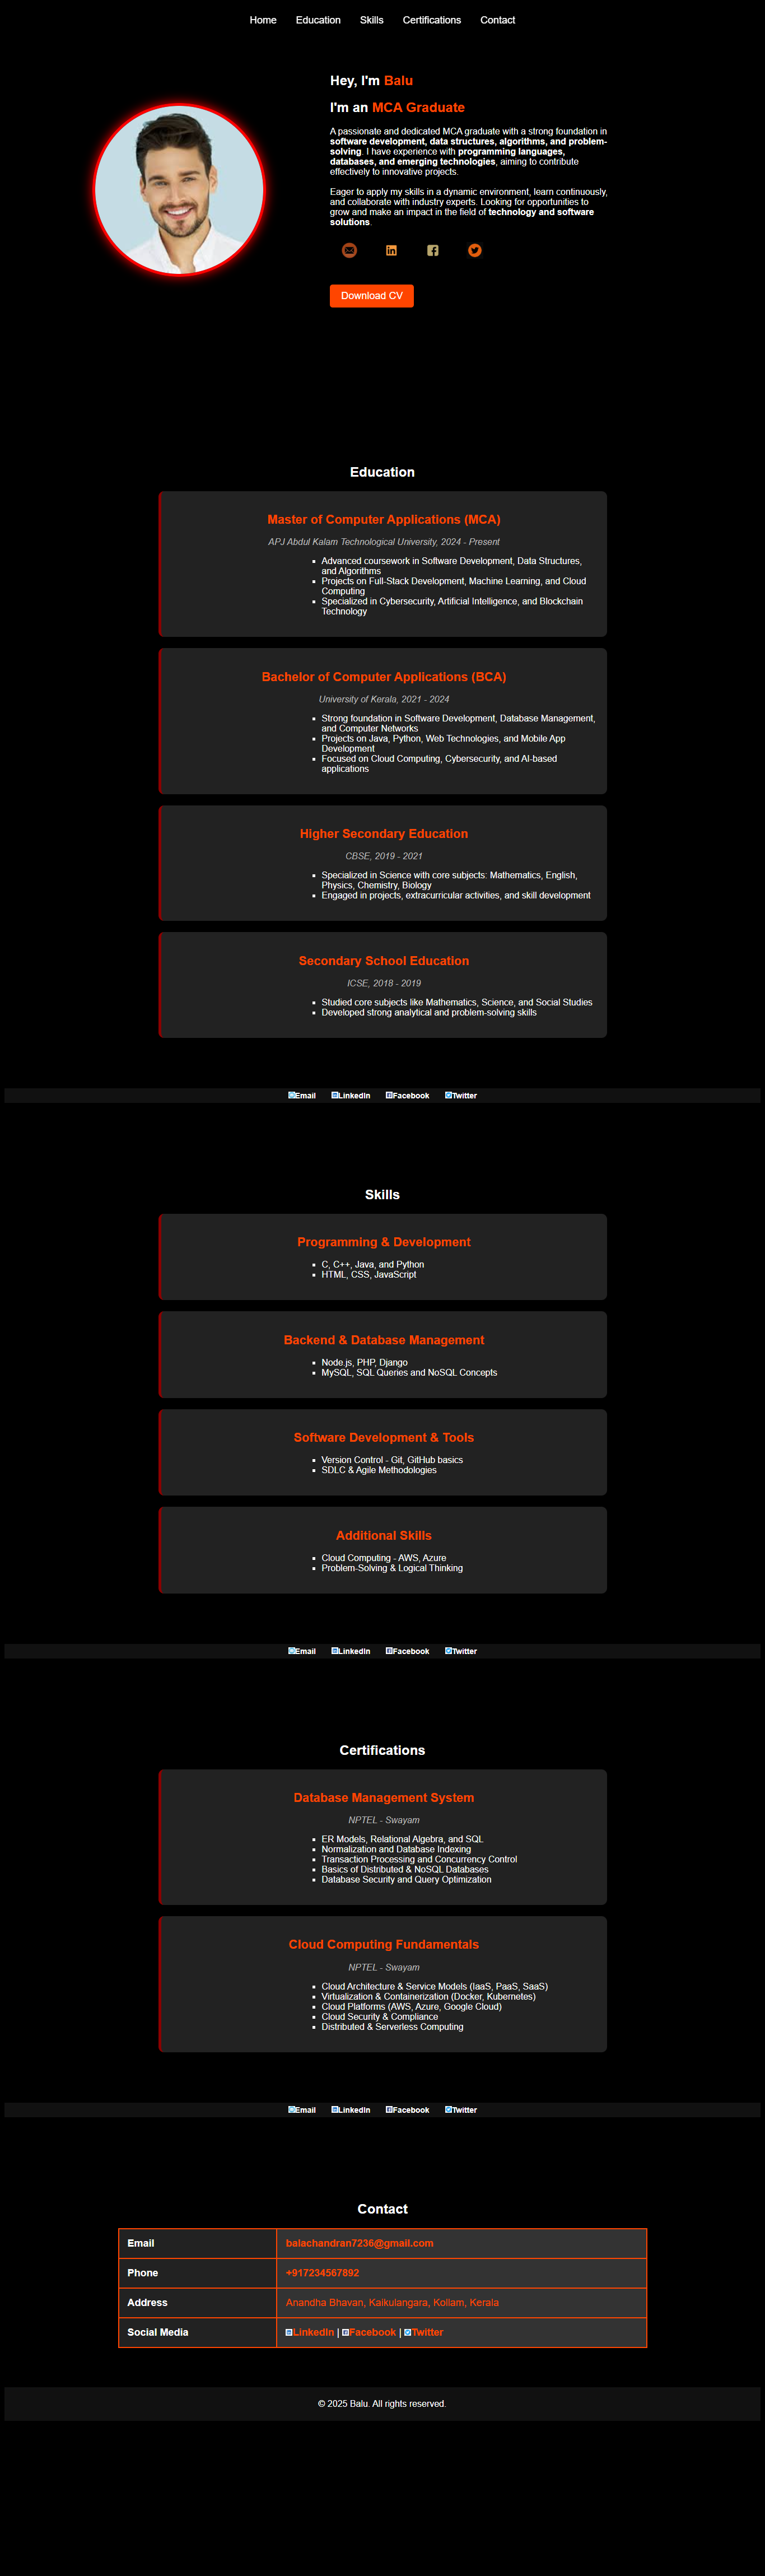 Home Education Skills Certifications Contact
Hey, I'm Balu
I'm an MCA Graduate
A passionate and dedicated MCA graduate with a strong foundation in
software development, data structures, algorithms, and problem-
solving. I have experience with programming languages,
databases, and emerging technologies, aiming to contribute
effectively to innovative projects.
Eager to apply my skills in a dynamic environment, learn continuously,
and collaborate with industry experts. Looking for opportunities to
grow and make an impact in the field of technology and software
solutions.
Download CV
Education
Master of Computer Applications (MCA)
APJ Abdul Kalam Technological University, 2024 - Present
▪ Advanced coursework in Software Development, Data Structures,
and Algorithms
▪ Projects on Full-Stack Development, Machine Learning, and Cloud
Computing
▪ Specialized in Cybersecurity, Artificial Intelligence, and Blockchain
Technology
Bachelor of Computer Applications (BCA)
University of Kerala, 2021 - 2024
▪ Strong foundation in Software Development, Database Management,
and Computer Networks
▪ Projects on Java, Python, Web Technologies, and Mobile App
Development
▪ Focused on Cloud Computing, Cybersecurity, and AI-based
applications
Higher Secondary Education
CBSE, 2019 - 2021
▪ Specialized in Science with core subjects: Mathematics, English,
Physics, Chemistry, Biology
▪ Engaged in projects, extracurricular activities, and skill development
Secondary School Education
ICSE, 2018 - 2019
▪ Studied core subjects like Mathematics, Science, and Social Studies
▪ Developed strong analytical and problem-solving skills
Email LinkedIn Facebook Twitter
Skills
Programming & Development
▪ C, C++, Java, and Python
▪ HTML, CSS, JavaScript
Backend & Database Management
▪ Node.js, PHP, Django
▪ MySQL, SQL Queries and NoSQL Concepts
Software Development & Tools
▪ Version Control - Git, GitHub basics
▪ SDLC & Agile Methodologies
Additional Skills
▪ Cloud Computing - AWS, Azure
▪ Problem-Solving & Logical Thinking
Email LinkedIn Facebook Twitter
Certifications
Database Management System
NPTEL - Swayam
▪ ER Models, Relational Algebra, and SQL
▪ Normalization and Database Indexing
▪ Transaction Processing and Concurrency Control
▪ Basics of Distributed & NoSQL Databases
▪ Database Security and Query Optimization
Cloud Computing Fundamentals
NPTEL - Swayam
▪ Cloud Architecture & Service Models (IaaS, PaaS, SaaS)
▪ Virtualization & Containerization (Docker, Kubernetes)
▪ Cloud Platforms (AWS, Azure, Google Cloud)
▪ Cloud Security & Compliance
▪ Distributed & Serverless Computing
Email LinkedIn Facebook Twitter
Contact
Email balachandran7236@gmail.com
Phone +917234567892
Address Anandha Bhavan, Kaikulangara, Kollam, Kerala
Social Media LinkedIn | Facebook | Twitter
© 2025 Balu. All rights reserved.